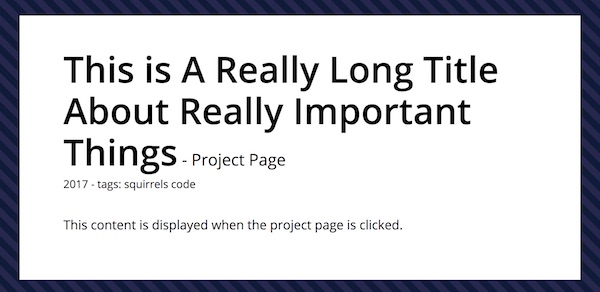 This is A Really Long Title
About Really Important
Things - Project Page
2017 - tags: squirrels code
This content is displayed when the project page is clicked.